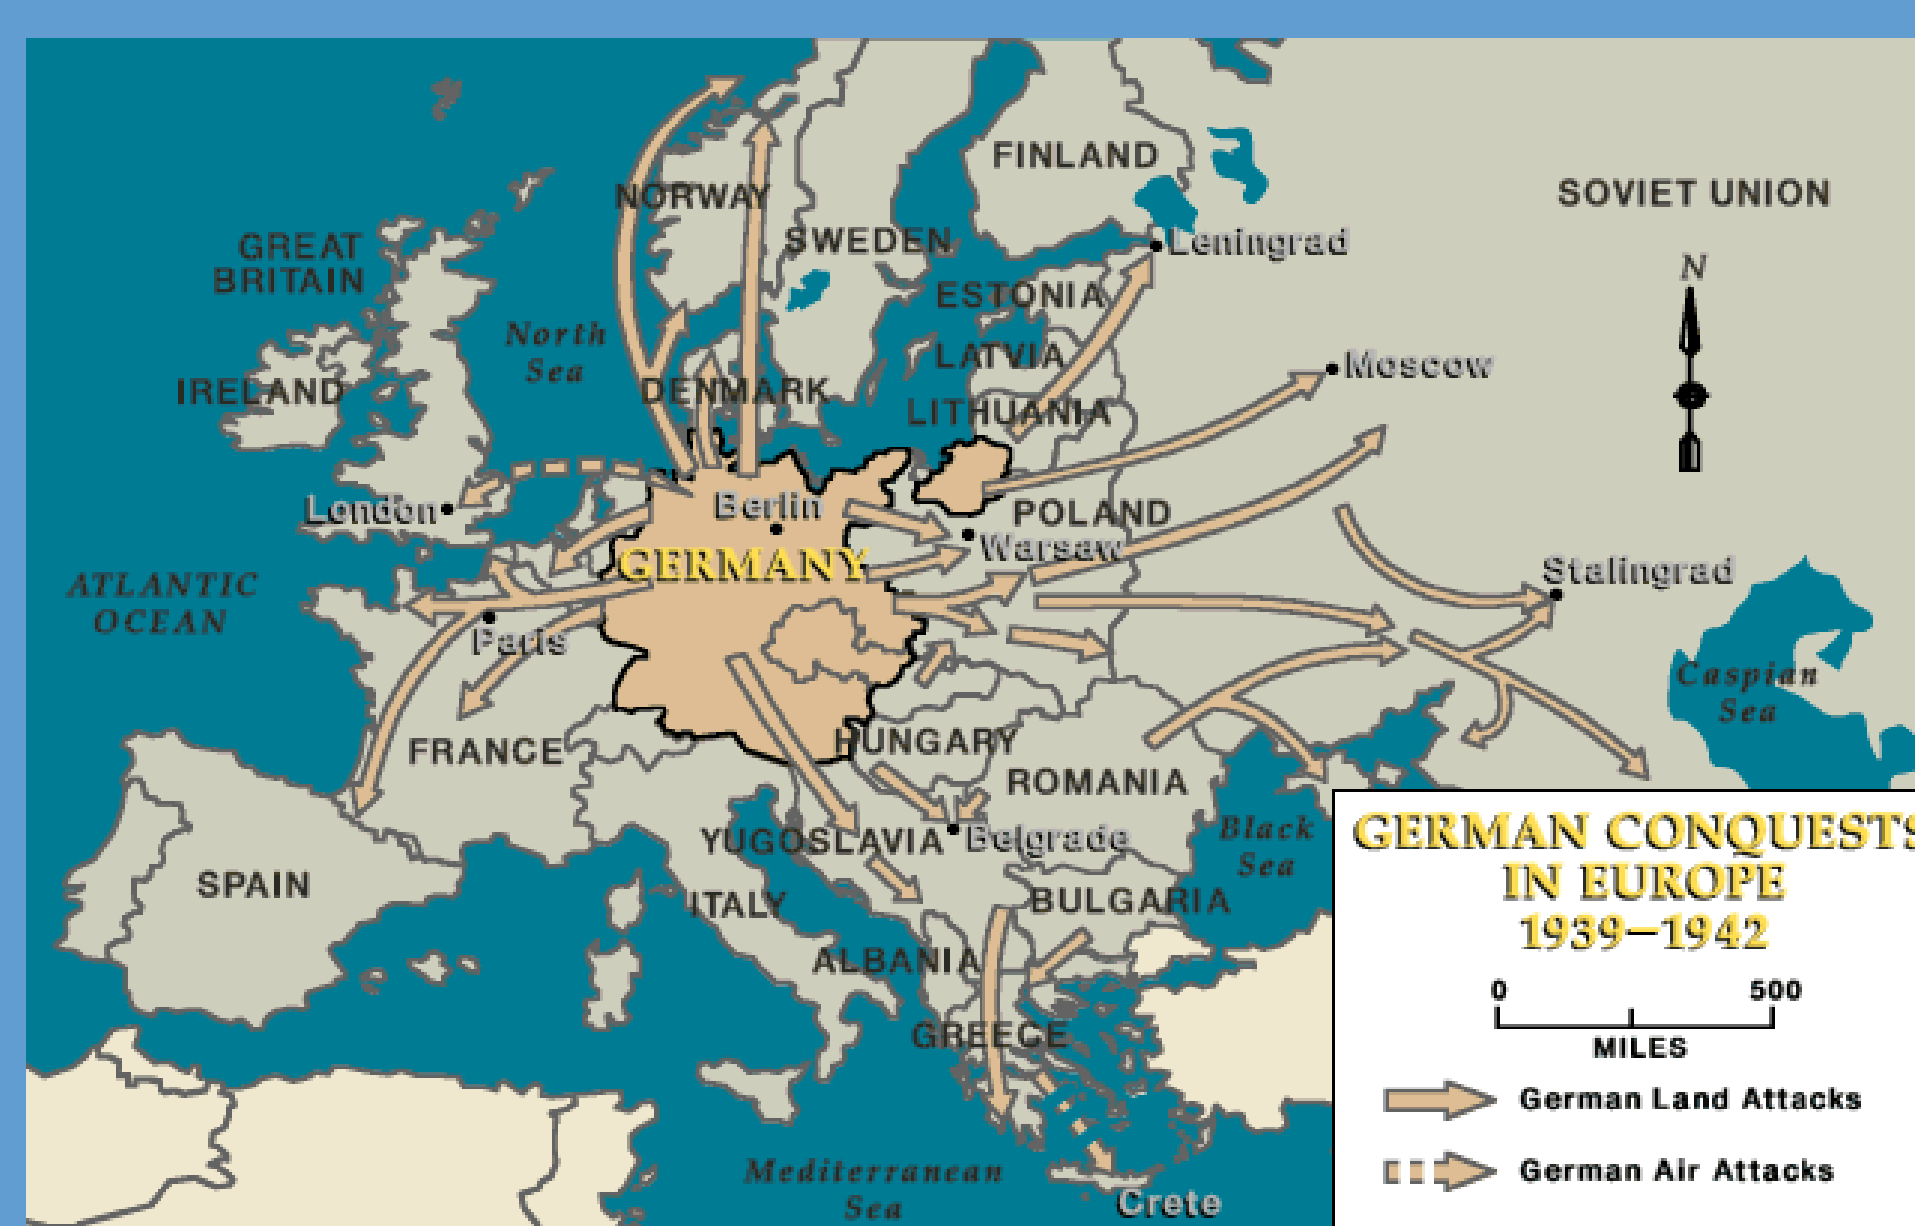 FINLAND
SOVIET UNION
NORWAY
SWEDEN
Leningrad
GREAT
BRITAIN
N
ESTONIA
North
Sea
LATVIA
Moscow
IRELAND
DENMARK
LITHUANIA
London
Berlin
POLAND
Warsaw
GERMANY
Stalingrad
ATLANTIC
OCEAN
Paris
Caspian
Sea
FRANCE
HUNGARY
ROMANIA
YUGOSLAVIA
Belgrade
Black
Sea
SPAIN
ITALY
BULGARIA
ALBANIA
GREECE
Mediterranean
Sea
Crete
GERMAN CONQUESTS
IN EUROPE
1939–1942
0 500
MILES
German Land Attacks
German Air Attacks